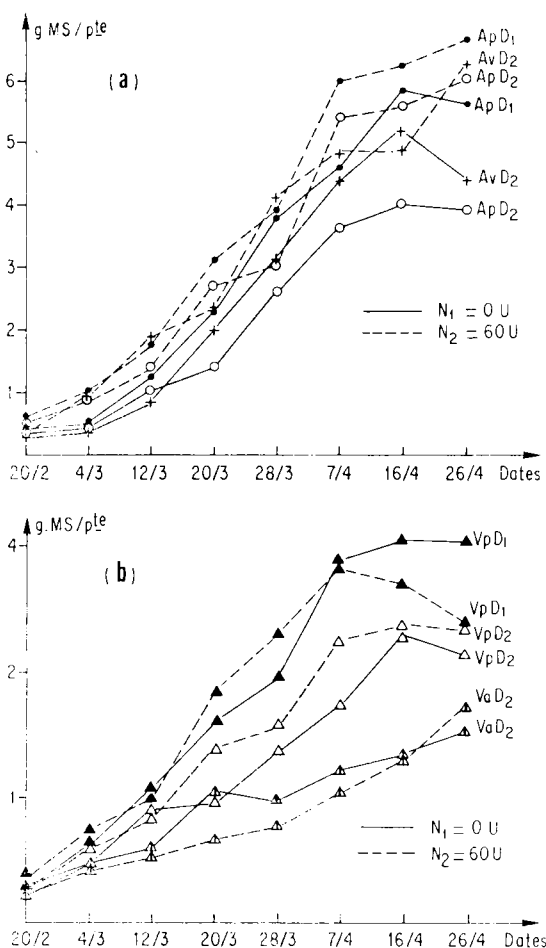 g MS/pte
(a)
6
5
4
3
2
1
ApD1
AvD2
ApD2
ApD1
AvD2
ApD2
N1 = 0 U
N2 = 60 U
20/2 4/3 12/3 20/3 28/3 7/4 16/4 26/4 Dates
g.MS/pte
(b)
4
2
1
VpD1
VpD1
VpD2
VpD2
VaD2
VaD2
N1 = 0 U
N2 = 60 U
20/2 4/3 12/3 20/3 28/3 7/4 16/4 26/4 Dates